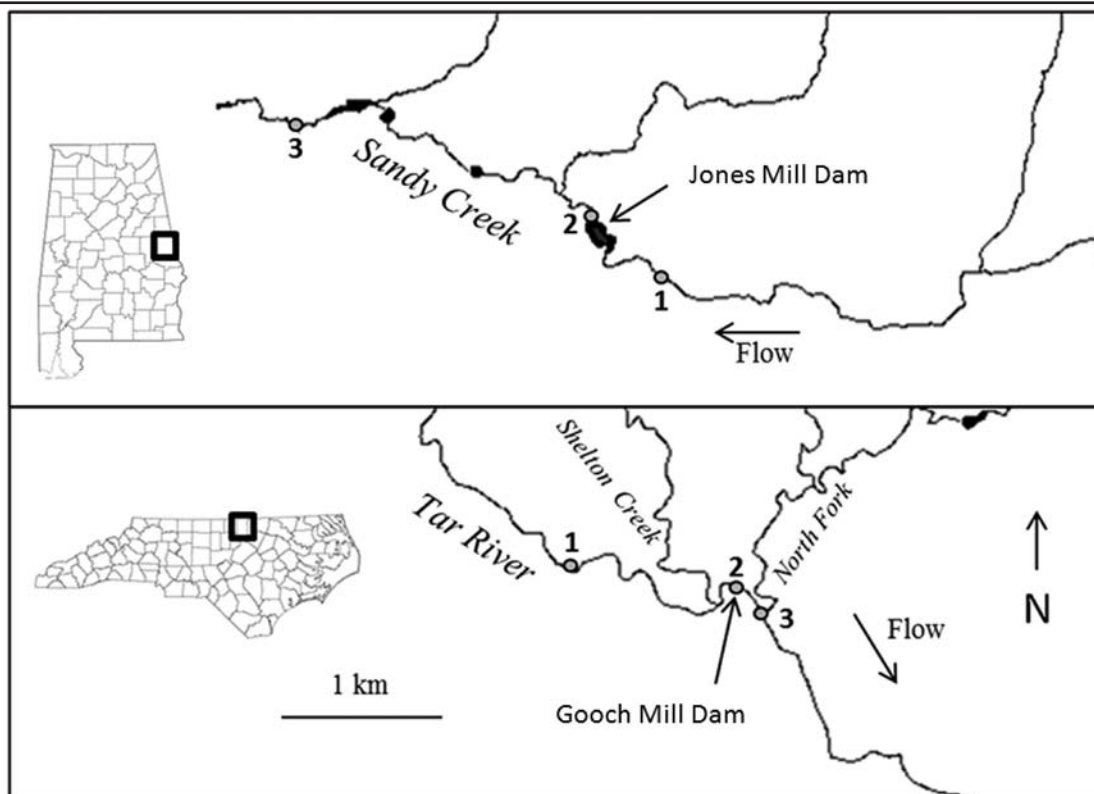 3
Sandy Creek
Jones Mill Dam
2
1
Flow
Shelton Creek
Tar River
1
North Fork
2
3
Flow
N
1 km
Gooch Mill Dam